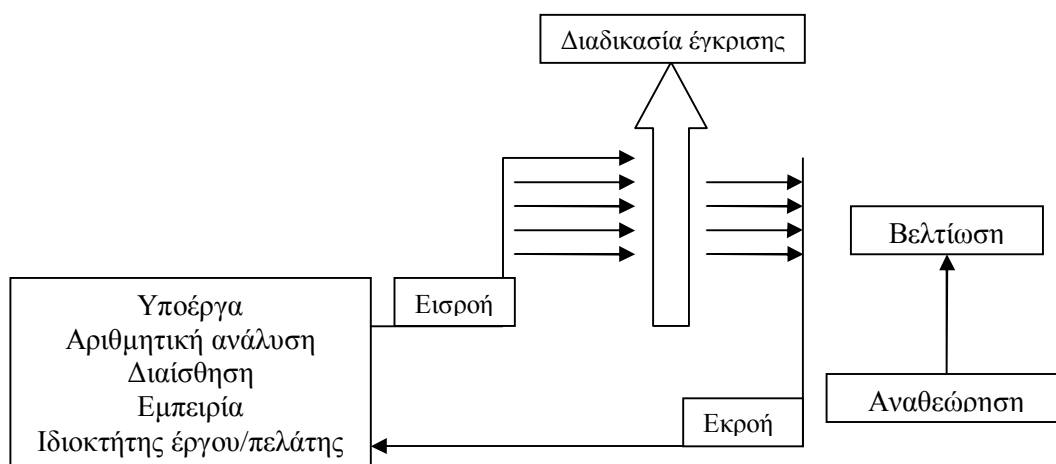 Διαδικασία έγκρισης
Βελτίωση
Εισροή
Υποέργα
Αριθμητική ανάλυση
Διαίσθηση
Εμπειρία
Ιδιοκτήτης έργου/πελάτης
Αναθεώρηση
Εκροή